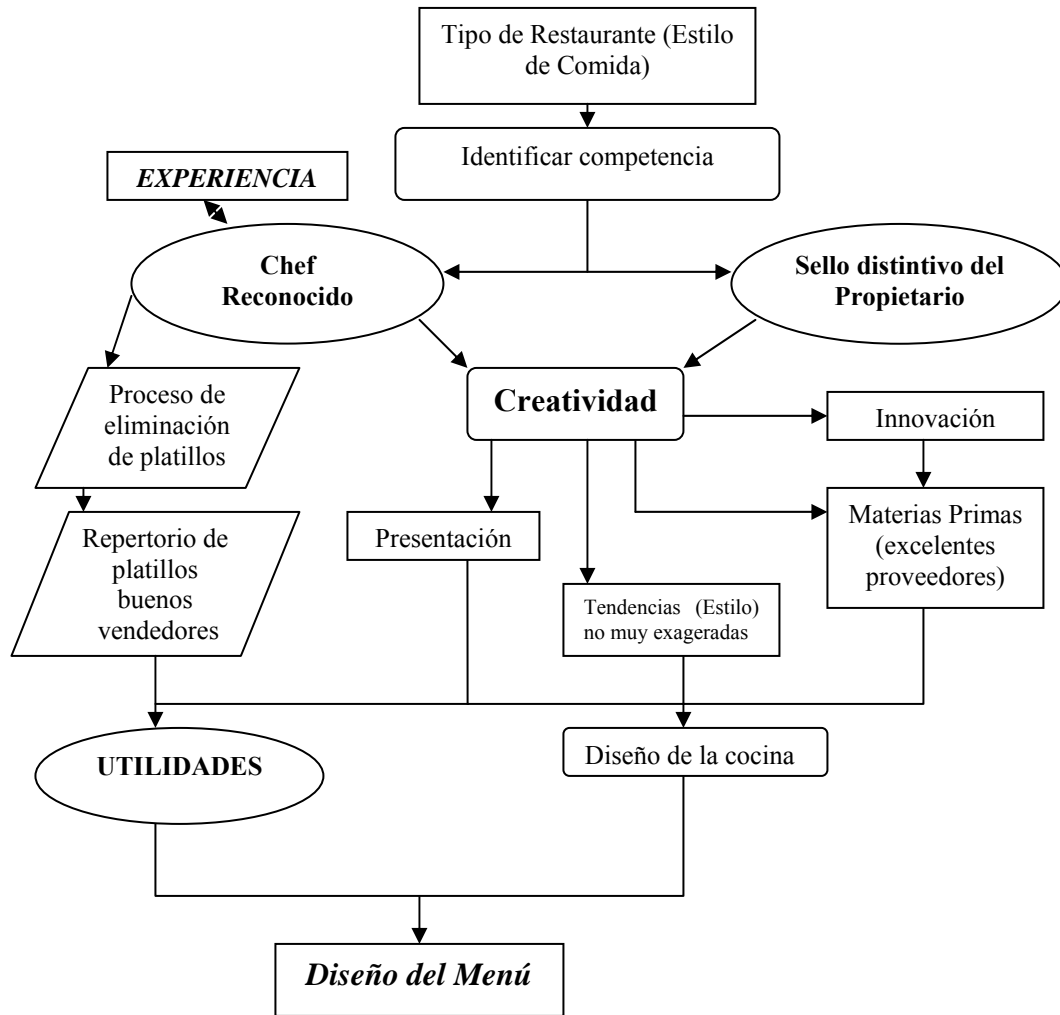 Tipo de Restaurante (Estilo
de Comida)
Identificar competencia
EXPERIENCIA
Chef
Reconocido
Sello distintivo del
Propietario
Creatividad
Proceso de
eliminación
de platillos
Innovación
Materias Primas
(excelentes
proveedores)
Presentación
Repertorio de
platillos
buenos
vendedores
Tendencias (Estilo)
no muy exageradas
UTILIDADES
Diseño de la cocina
Diseño del Menú